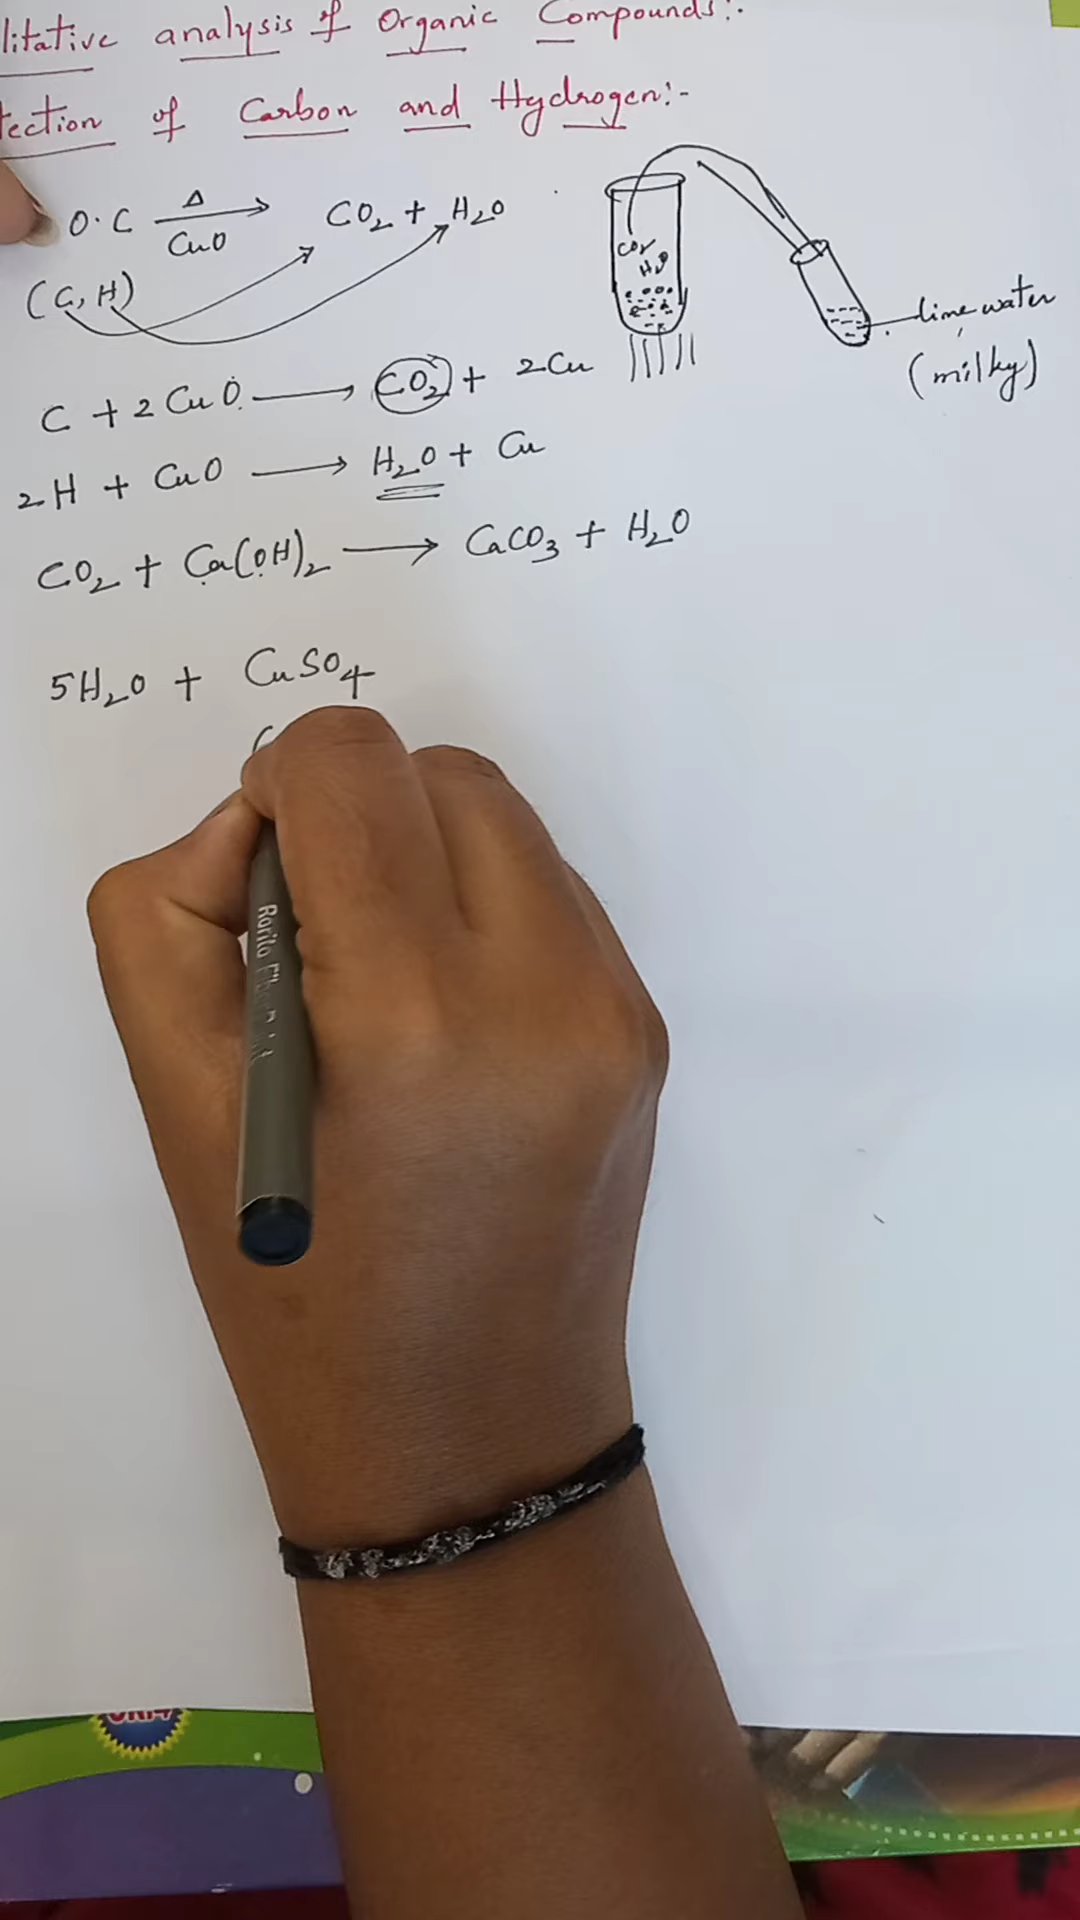 litative analysis of Organic Compounds:-
tection of Carbon and Hydrogen:-
O.C Δ CuO → CO₂ + H₂O
(C, H)
CO₂
H₂O
lime water
(milky)
C + 2CuO → CO₂ + 2Cu
2H + CuO → H₂O + Cu
CO₂ + Ca(OH)₂ → CaCO₃ + H₂O
5H₂O + CuSO₄
Rorito